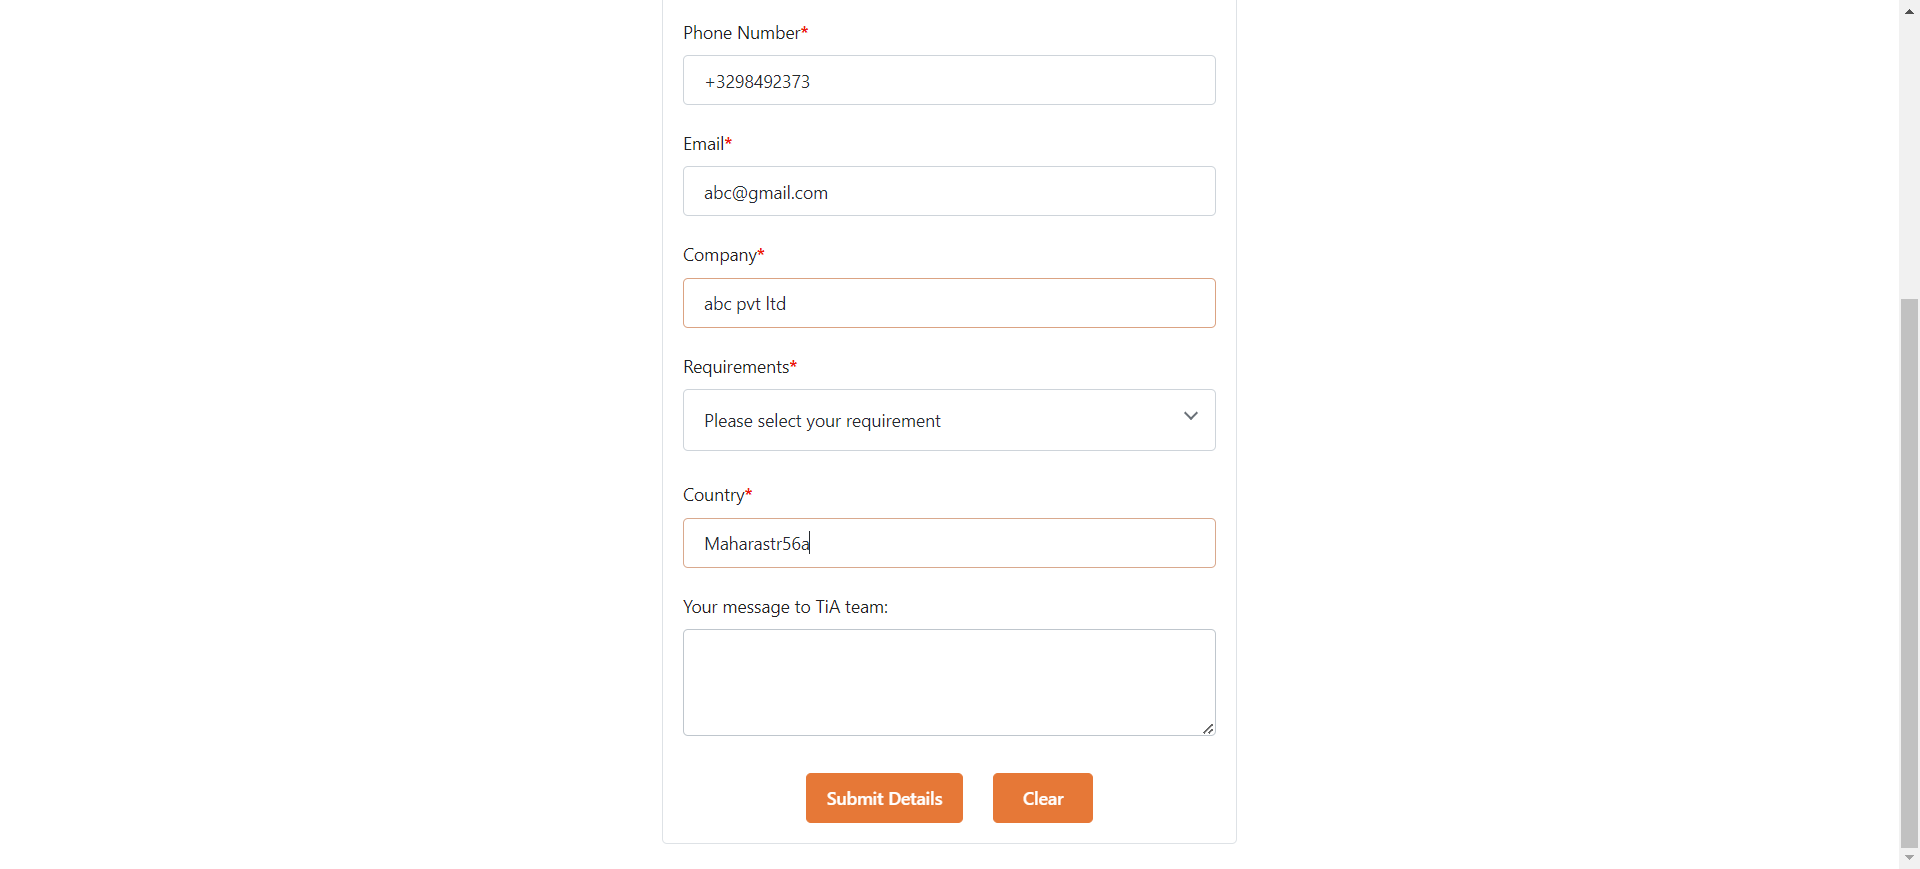 Phone Number*
+3298492373
Email*
abc@gmail.com
Company*
abc pvt ltd
Requirements*
Please select your requirement
Country*
Maharastr56a
Your message to TiA team:
Submit Details
Clear